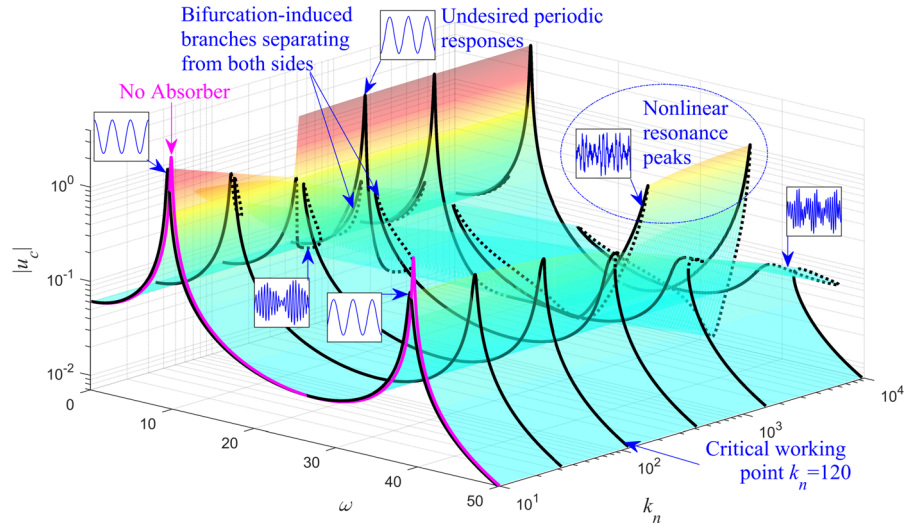 Bifurcation-induced
branches separating
from both sides
Undesired periodic
responses
No Absorber
Nonlinear
resonance
peaks
|u_c|
10^0
10^-1
10^-2
0
10
20
30
40
50
ω
10^1
10^2
10^3
10^4
k_n
Critical working
point k_n=120